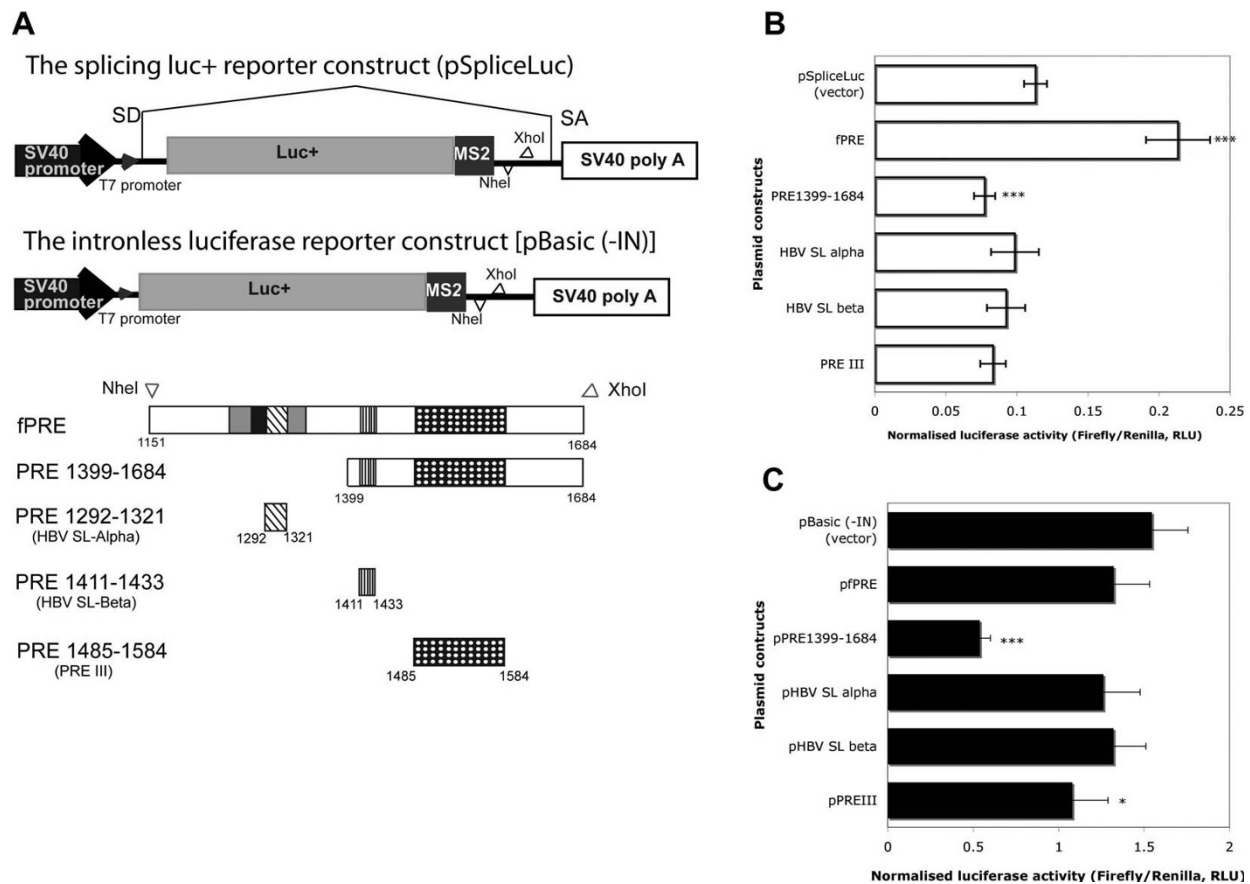 A
The splicing luc+ reporter construct (pSpliceLuc)
SD
SA
XhoI
SV40
promoter
Luc+
MS2
SV40 poly A
T7 promoter
NheI
The intronless luciferase reporter construct [pBasic (-IN)]
XhoI
SV40
promoter
Luc+
MS2
SV40 poly A
T7 promoter
NheI
NheI
XhoI
fPRE
1151
1684
PRE 1399-1684
1399
1684
PRE 1292-1321
(HBV SL-Alpha)
1292
1321
PRE 1411-1433
(HBV SL-Beta)
1411
1433
PRE 1485-1584
(PRE III)
1485
1584
B
Plasmid constructs
pSpliceLuc
(vector)
fPRE
***
PRE1399-1684
***
HBV SL alpha
HBV SL beta
PRE III
0
0.05
0.1
0.15
0.2
0.25
Normalised luciferase activity (Firefly/Renilla, RLU)
C
Plasmid contructs
pBasic (-IN)
(vector)
pfPRE
pPRE1399-1684
***
pHBV SL alpha
pHBV SL beta
pPREIII
*
0
0.5
1
1.5
2
Normalised luciferase activity (Firefly/Renilla, RLU)